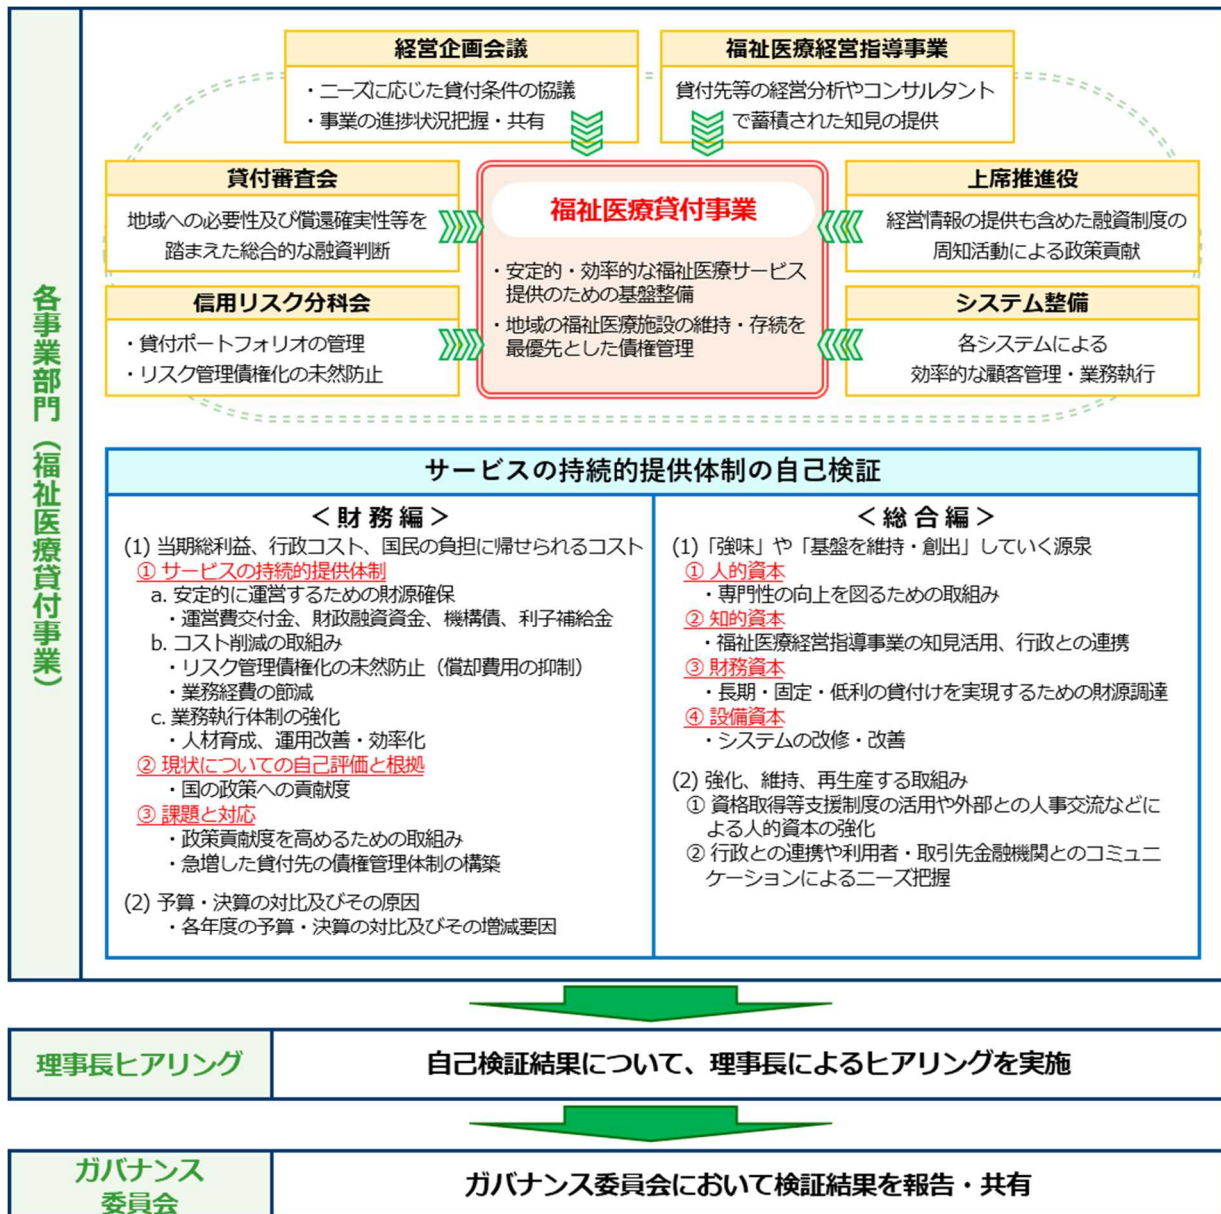 各事業部門（福祉医療貸付事業）
経営企画会議
・ニーズに応じた貸付条件の協議
・事業の進捗状況把握・共有
福祉医療経営指導事業
貸付先等の経営分析やコンサルタント
で蓄積された知見の提供
貸付審査会
地域への必要性及び償還確実性等を
踏まえた総合的な融資判断
信用リスク分科会
・貸付ポートフォリオの管理
・リスク管理債権化の未然防止
福祉医療貸付事業
・安定的・効率的な福祉医療サービス
提供のための基盤整備
・地域の福祉医療施設の維持・存続を
最優先とした債権管理
上席推進役
経営情報の提供も含めた融資制度の
周知活動による政策貢献
システム整備
各システムによる
効率的な顧客管理・業務執行
サービスの持続的提供体制の自己検証
＜財務編＞
(1) 当期総利益、行政コスト、国民の負担に帰せられるコスト
① サービスの持続的提供体制
a. 安定的に運営するための財源確保
・運営費交付金、財政融資資金、機構債、利子補給金
b. コスト削減の取組み
・リスク管理債権化の未然防止（償却費用の抑制）
・業務経費の節減
c. 業務執行体制の強化
・人材育成、運用改善・効率化
② 現状についての自己評価と根拠
・国の政策への貢献度
③ 課題と対応
・政策貢献度を高めるための取組み
・急増した貸付先の債権管理体制の構築
(2) 予算・決算の対比及びその原因
・各年度の予算・決算の対比及びその増減要因
＜総合編＞
(1)「強味」や「基盤を維持・創出」していく源泉
① 人的資本
・専門性の向上を図るための取組み
② 知的資本
・福祉医療経営指導事業の知見活用、行政との連携
③ 財務資本
・長期・固定・低利の貸付けを実現するための財源調達
④ 設備資本
・システムの改修・改善
(2) 強化、維持、再生産する取組み
① 資格取得等支援制度の活用や外部との人事交流などに
よる人的資本の強化
② 行政との連携や利用者・取引先金融機関とのコミュニ
ケーションによるニーズ把握
理事長ヒアリング
自己検証結果について、理事長によるヒアリングを実施
ガバナンス
委員会
ガバナンス委員会において検証結果を報告・共有